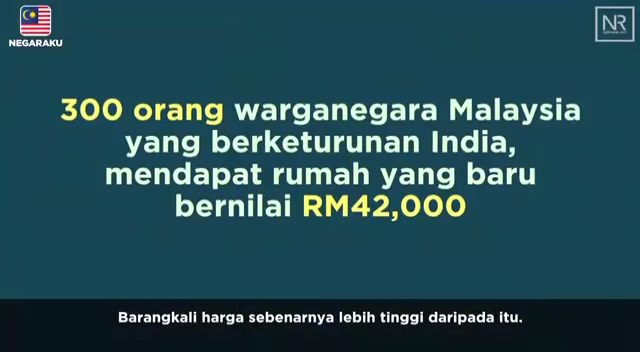 NEGARAKU
NR
300 orang warganegara Malaysia
yang berketurunan India,
mendapat rumah yang baru
bernilai RM42,000
Barangkali harga sebenarnya lebih tinggi daripada itu.